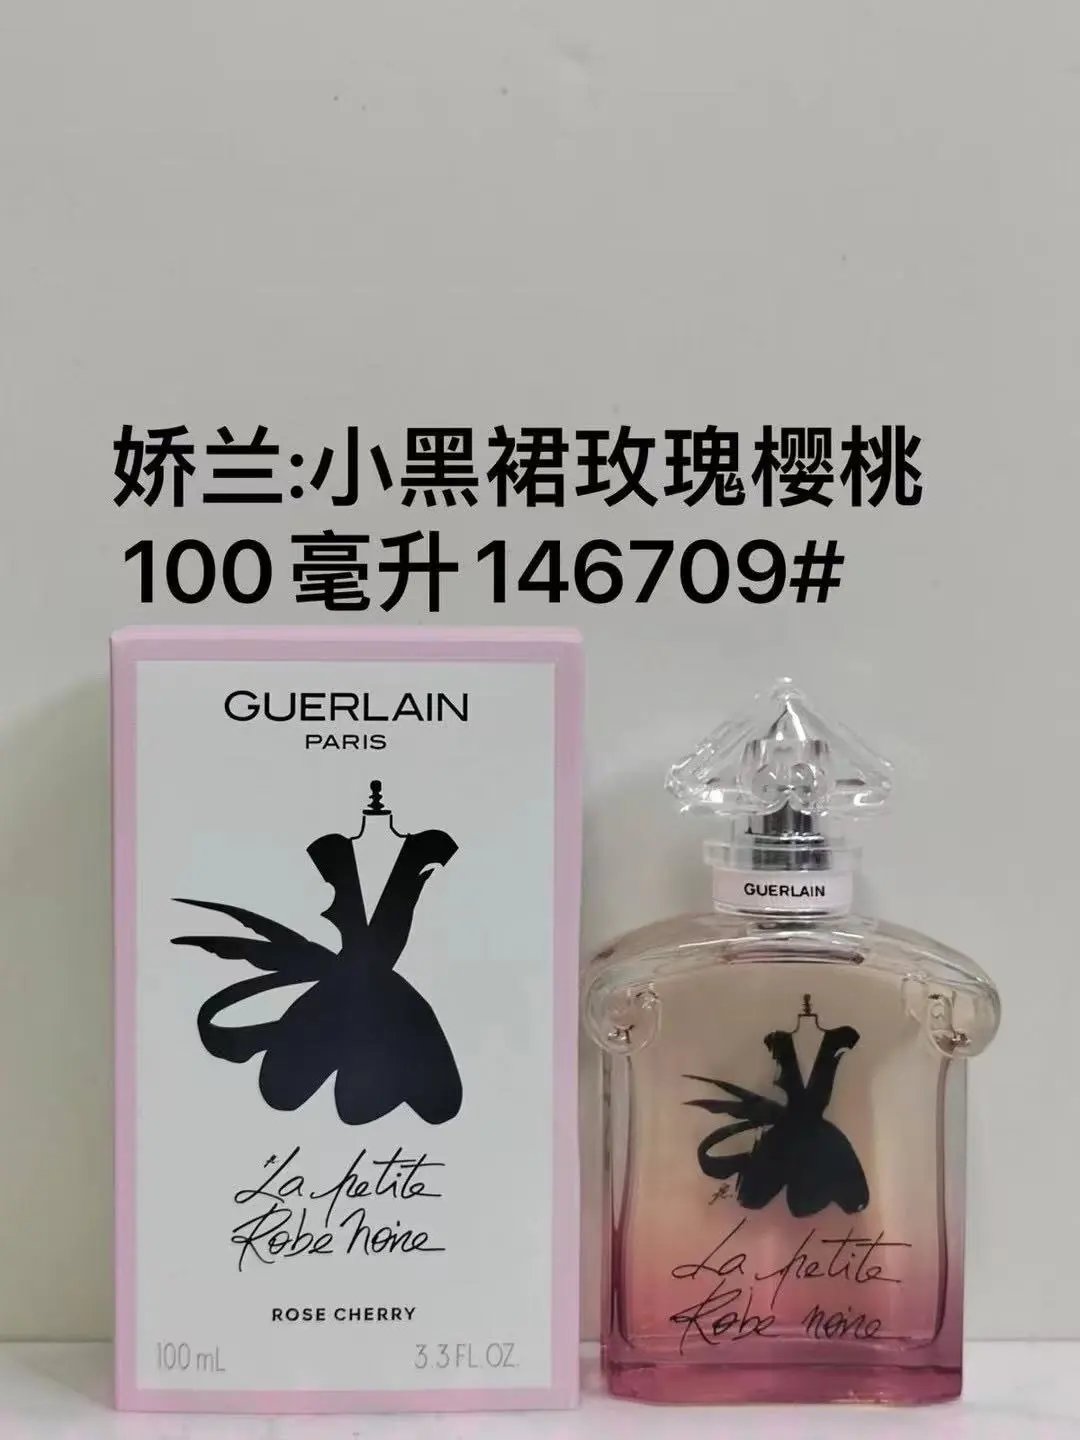 娇兰:小黑裙玫瑰樱桃
100毫升146709#
GUERLAIN
PARIS
La petite
Robe noire
ROSE CHERRY
100 mL
3.3 FL.OZ.
GUERLAIN
La petite
Robe noire